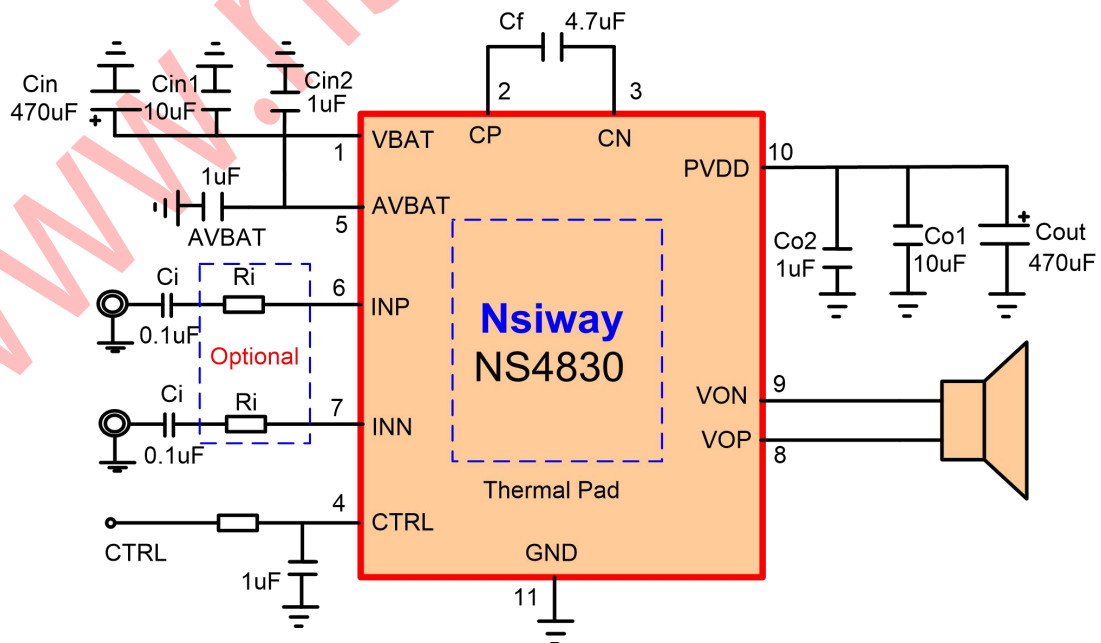 Cf 4.7uF
Cin Cin1 Cin2
470uF 10uF 1uF
+
2 3
1 VBAT CP CN
PVDD 10
1uF
AVBAT
5 AVBAT
+
Co2 Co1 Cout
1uF 10uF 470uF
Ci Ri 6 INP
0.1uF
Optional
Nsiway
NS4830
Ci Ri 7 INN
0.1uF
VON 9
VOP 8
Thermal Pad
4 CTRL
CTRL
1uF
GND
11